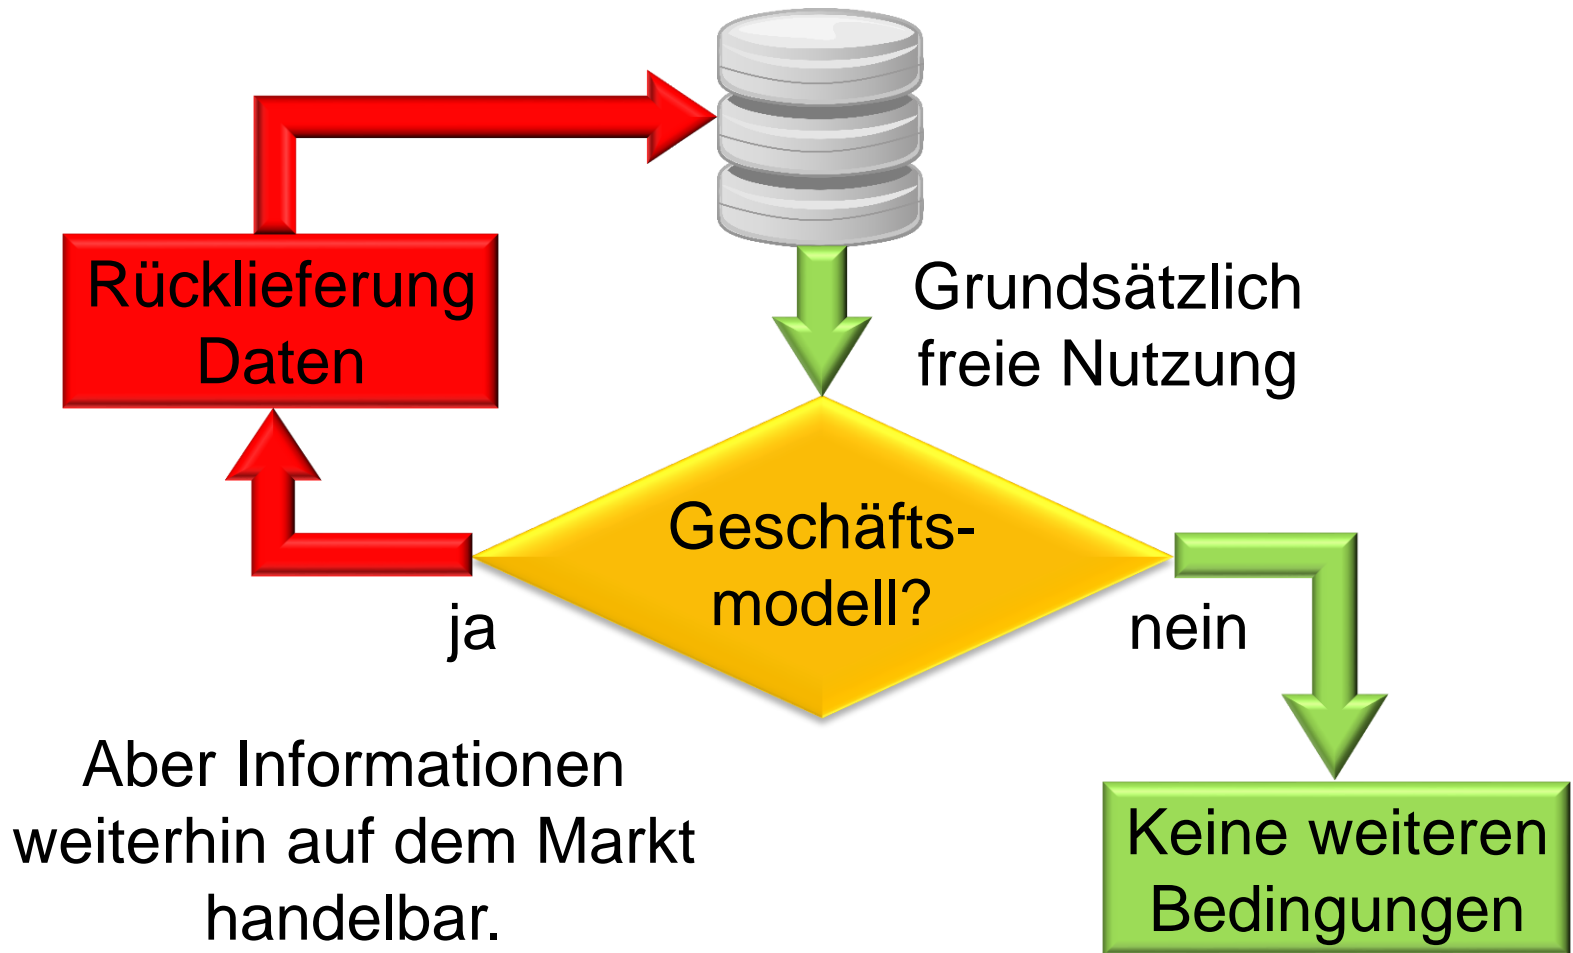 Rücklieferung
Daten
Grundsätzlich
freie Nutzung
Geschäfts-
modell?
ja
nein
Aber Informationen
weiterhin auf dem Markt
handelbar.
Keine weiteren
Bedingungen